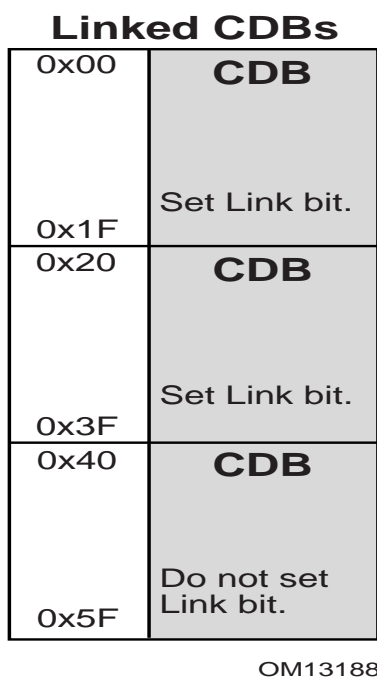 Linked CDBs
0x00 CDB
Set Link bit.
0x1F
0x20 CDB
Set Link bit.
0x3F
0x40 CDB
Do not set
Link bit.
0x5F
OM13188